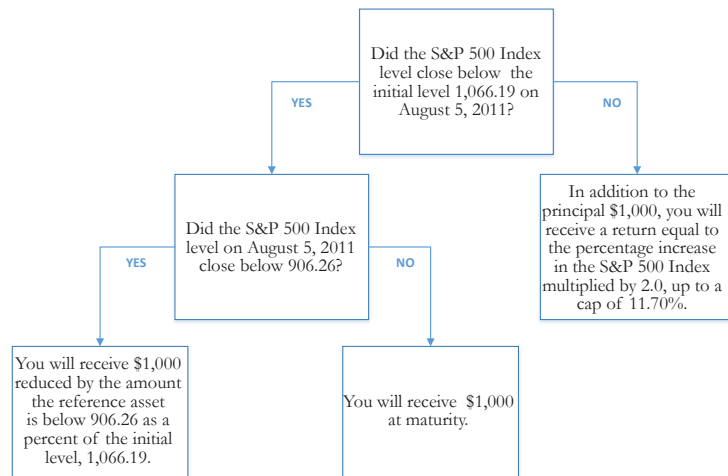 Did the S&P 500 Index
level close below the
initial level 1,066.19 on
August 5, 2011?
YES
NO
Did the S&P 500 Index
level on August 5, 2011
close below 906.26?
In addition to the
principal $1,000, you will
receive a return equal to
the percentage increase
in the S&P 500 Index
multiplied by 2.0, up to a
cap of 11.70%.
YES
NO
You will receive $1,000
reduced by the amount
the reference asset
is below 906.26 as a
percent of the initial
level, 1,066.19.
You will receive $1,000
at maturity.